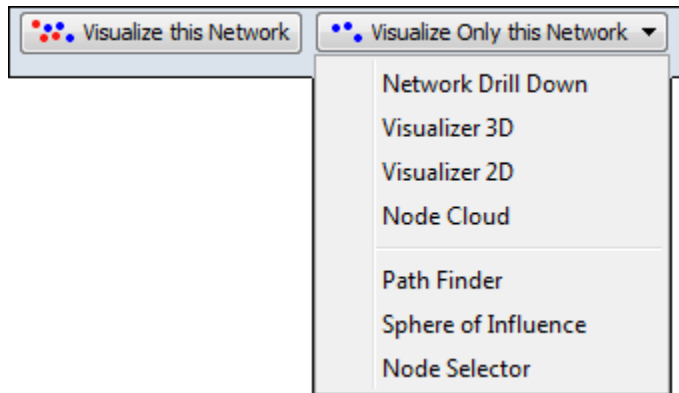 Visualize this Network Visualize Only this Network
Network Drill Down
Visualizer 3D
Visualizer 2D
Node Cloud
Path Finder
Sphere of Influence
Node Selector